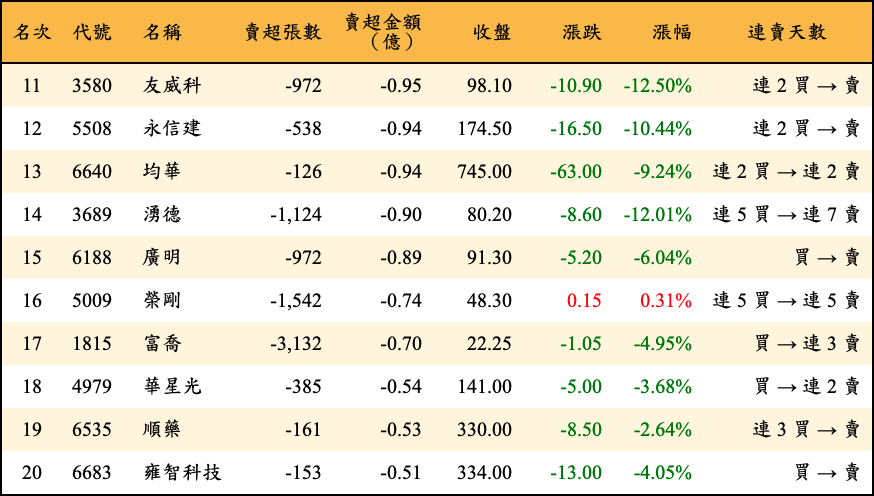 名次 代號 名稱 賣超張數 賣超金額（億） 收盤 漲跌 漲幅 連賣天數
11 3580 友威科 -972 -0.95 98.10 -10.90 -12.50% 連 2 買 → 賣
12 5508 永信建 -538 -0.94 174.50 -16.50 -10.44% 連 2 買 → 賣
13 6640 均華 -126 -0.94 745.00 -63.00 -9.24% 連 2 買 → 連 2 賣
14 3689 湧德 -1,124 -0.90 80.20 -8.60 -12.01% 連 5 買 → 連 7 賣
15 6188 廣明 -972 -0.89 91.30 -5.20 -6.04% 買 → 賣
16 5009 榮剛 -1,542 -0.74 48.30 0.15 0.31% 連 5 買 → 連 5 賣
17 1815 富喬 -3,132 -0.70 22.25 -1.05 -4.95% 買 → 連 3 賣
18 4979 華星光 -385 -0.54 141.00 -5.00 -3.68% 買 → 連 2 賣
19 6535 順藥 -161 -0.53 330.00 -8.50 -2.64% 連 3 買 → 賣
20 6683 雍智科技 -153 -0.51 334.00 -13.00 -4.05% 買 → 賣